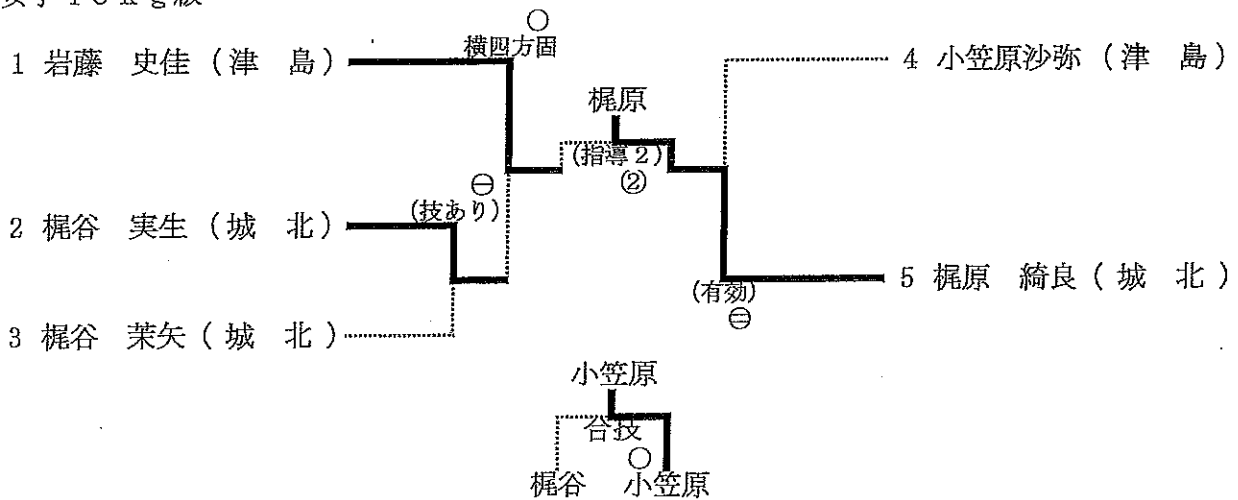 ○
横四方固
1 岩藤 史佳 (津 島)
4 小笠原沙弥 (津 島)
梶原
(指導2)
②
(技あり)
2 梶谷 実生 (城 北)
5 梶原 綺良 (城 北)
(有効)
3 梶谷 茉矢 (城 北)
小笠原
合技
○
梶谷 小笠原